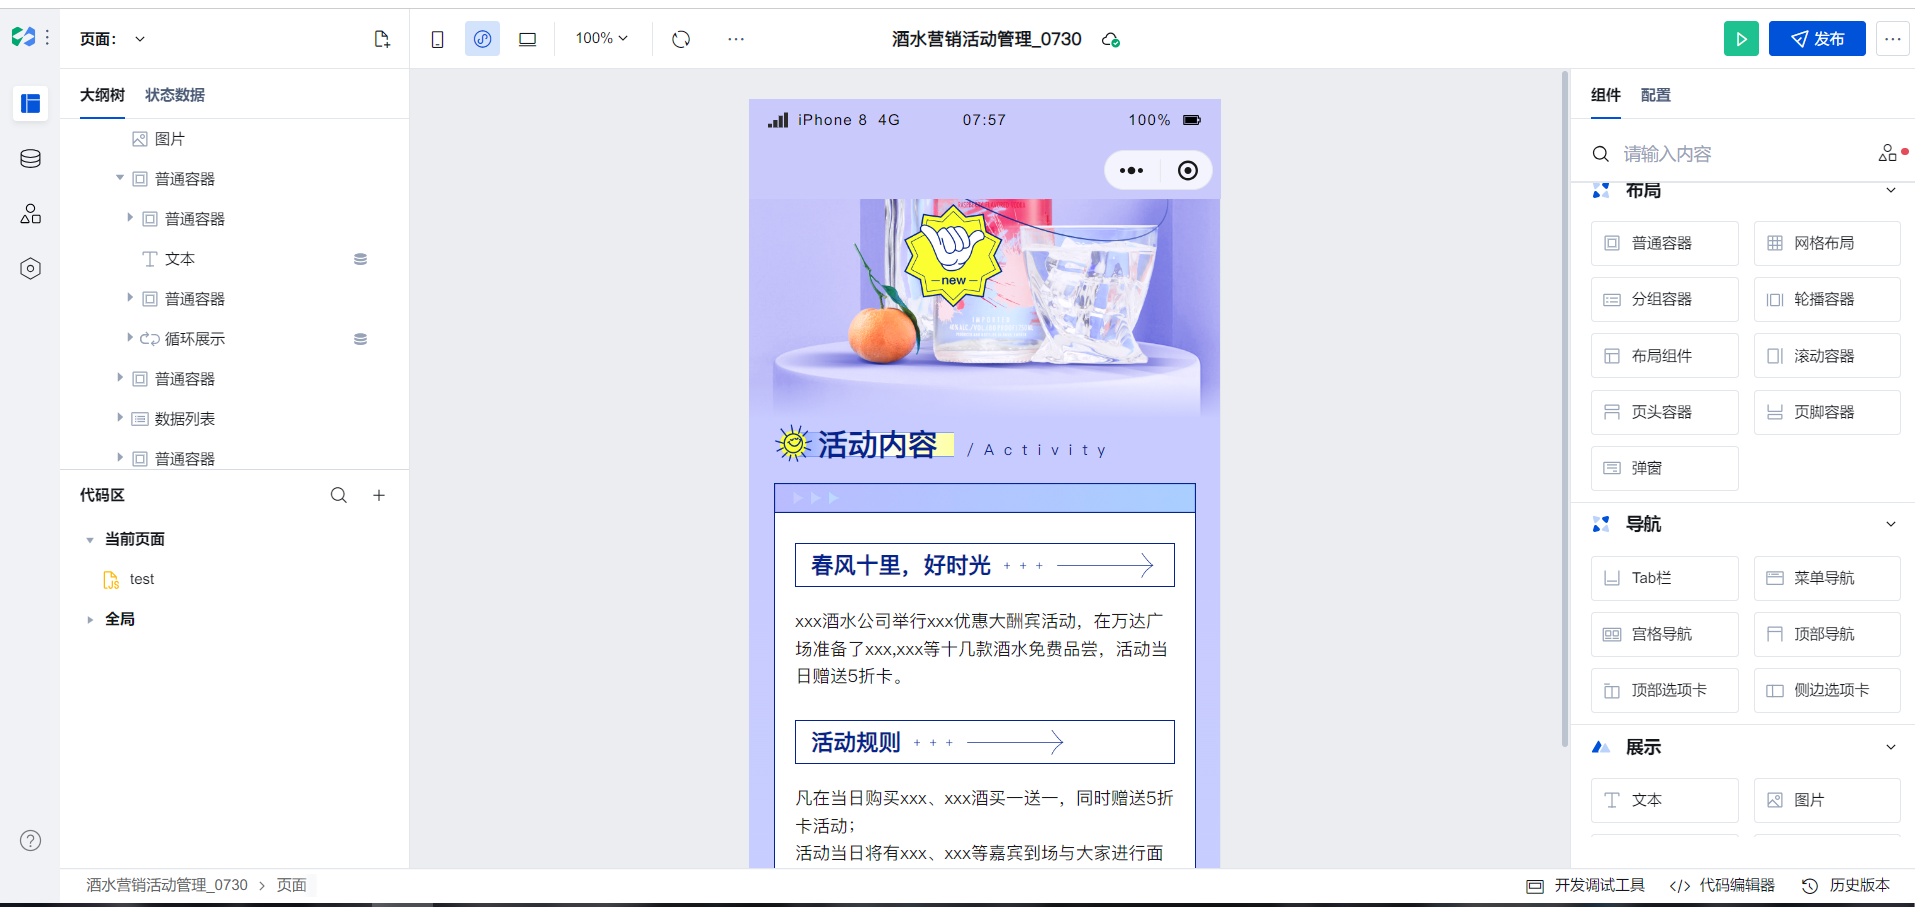 页面：
100%
酒水营销活动管理_0730
发布
大纲树
状态数据
图片
普通容器
普通容器
文本
普通容器
循环展示
普通容器
数据列表
普通容器
代码区
当前页面
test
全局
iPhone 8 4G
07:57
100%
new
IMPORTED
活动内容
/ Activity
春风十里，好时光 + + +
xxx酒水公司举行xxx优惠大酬宾活动，在万达广
场准备了xxx,xxx等十几款酒水免费品尝，活动当
日赠送5折卡。
活动规则 + + +
凡在当日购买xxx、xxx酒买一送一，同时赠送5折
卡活动；
活动当日将有xxx、xxx等嘉宾到场与大家进行面
组件
配置
请输入内容
布局
普通容器
网格布局
分组容器
轮播容器
布局组件
滚动容器
页头容器
页脚容器
弹窗
导航
Tab栏
菜单导航
宫格导航
顶部导航
顶部选项卡
侧边选项卡
展示
文本
图片
酒水营销活动管理_0730 > 页面
开发调试工具
代码编辑器
历史版本